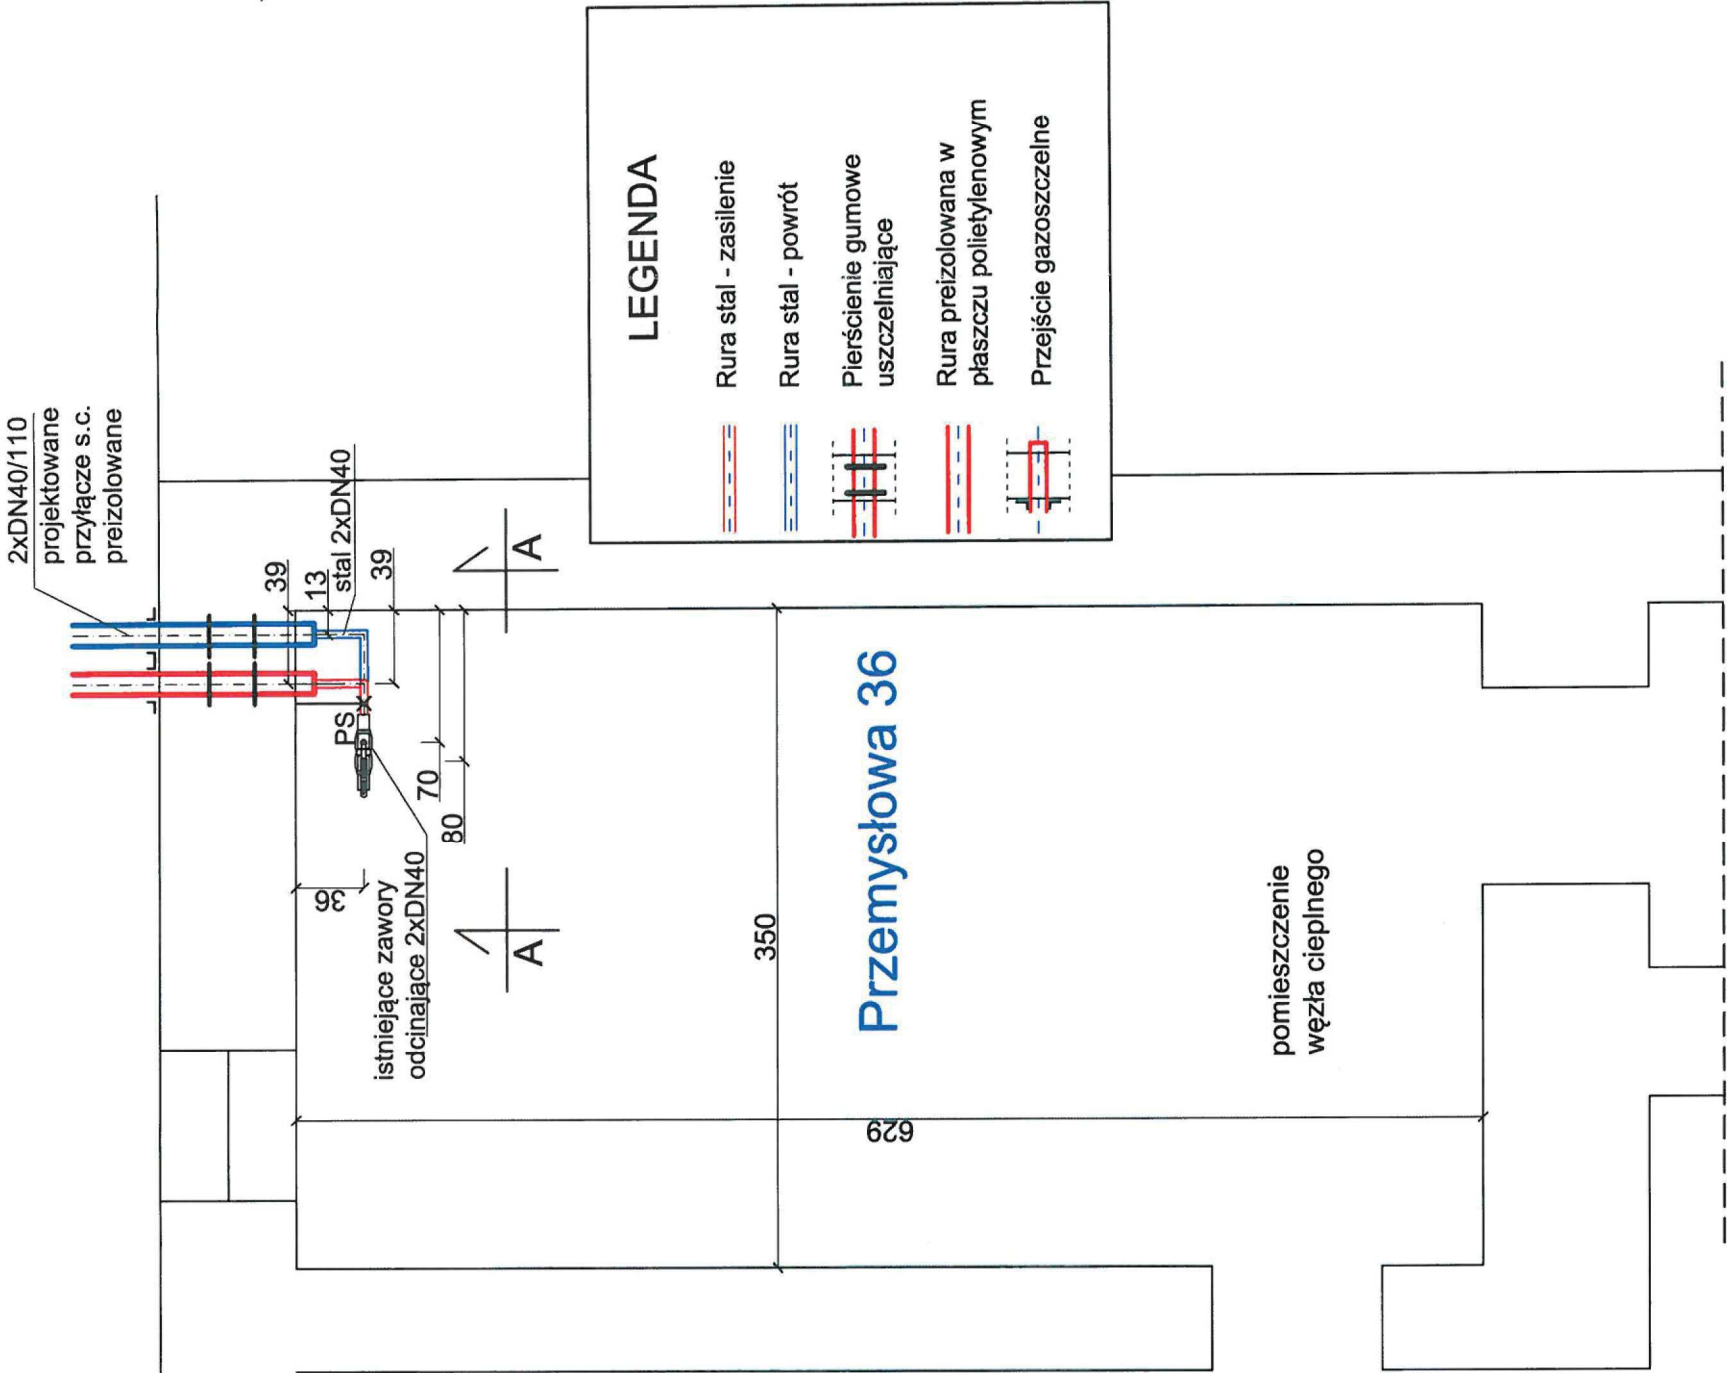 2xDN40/110
projektowane
przyłącze s.c.
preizolowane
39
13
stal 2xDN40
39
PS
70
80
36
istniejące zawory
odcinające 2xDN40
A
A
350
629
Przemysłowa 36
pomieszczenie
węzła cieplnego
LEGENDA
Rura stal - zasilenie
Rura stal - powrót
Pierścienie gumowe
uszczelniające
Rura preizolowana w
płaszczu polietylenowym
Przejście gazoszczelne